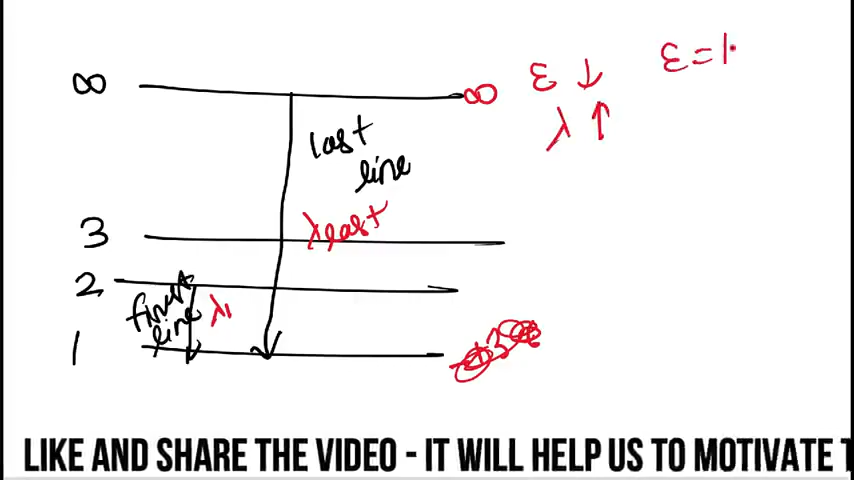 ∞
∞
ε ↓
ε = h
λ ↑
last
line
λ last
3
2
first
line
λ1
1
LIKE AND SHARE THE VIDEO - IT WILL HELP US TO MOTIVATE T